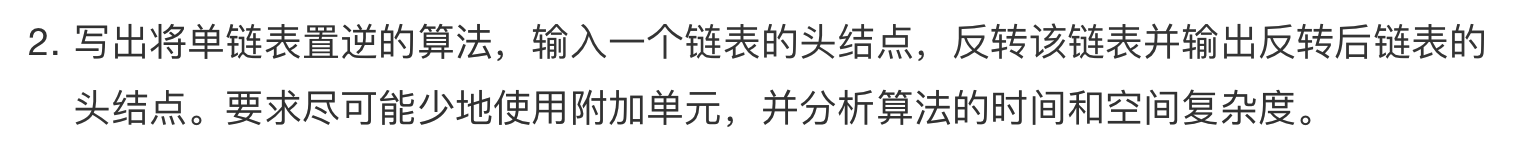 2. 写出将单链表置逆的算法，输入一个链表的头结点，反转该链表并输出反转后链表的
头结点。要求尽可能少地使用附加单元，并分析算法的时间和空间复杂度。